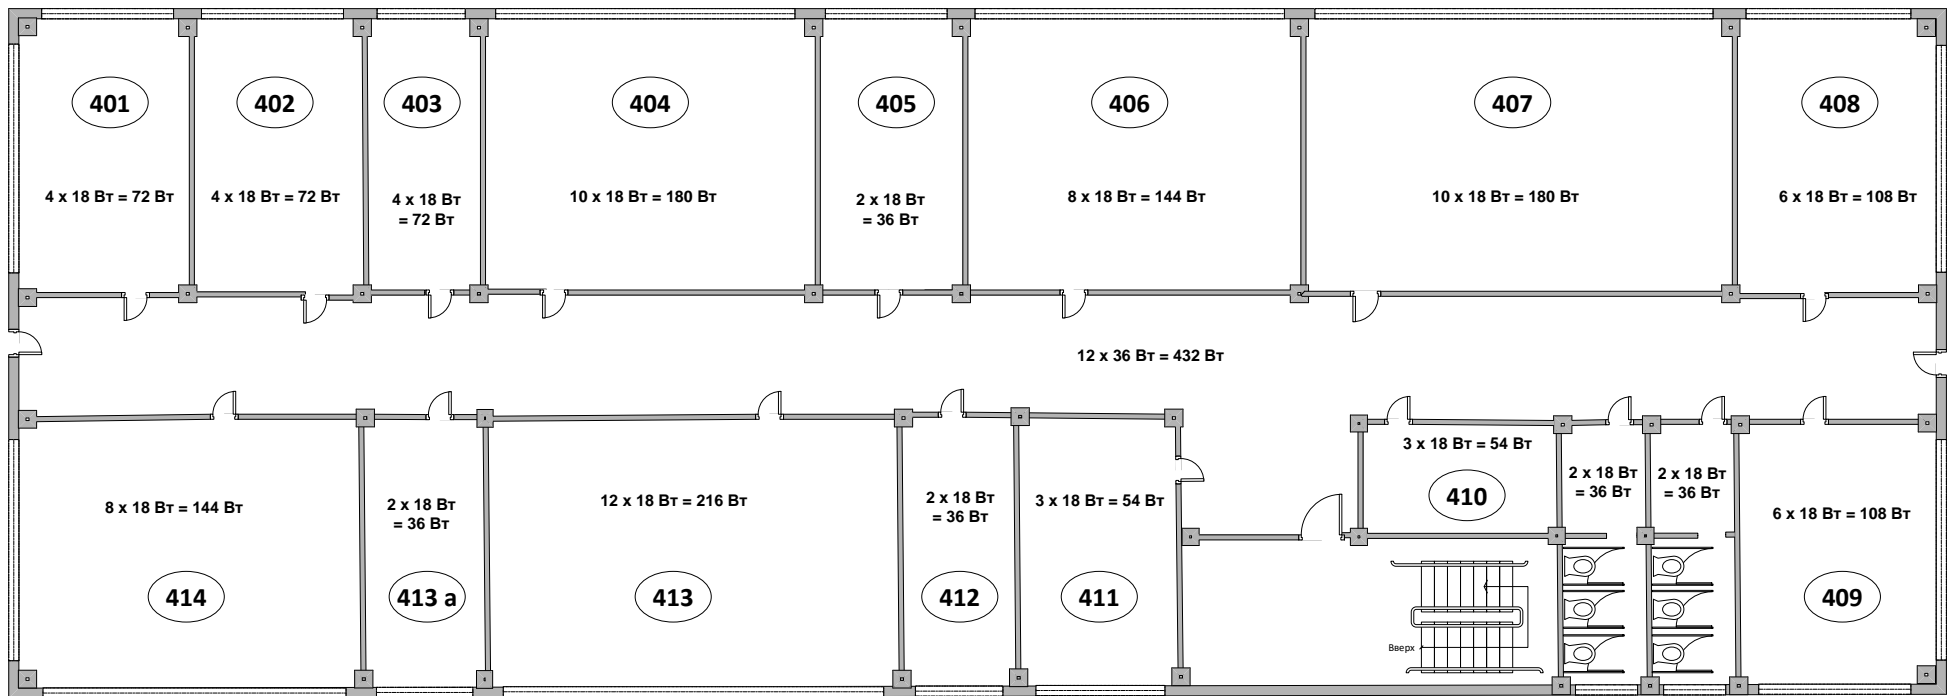 401
402
403
404
405
406
407
408
4 x 18 Вт = 72 Вт
4 x 18 Вт = 72 Вт
4 x 18 Вт
= 72 Вт
10 x 18 Вт = 180 Вт
2 x 18 Вт
= 36 Вт
8 x 18 Вт = 144 Вт
10 x 18 Вт = 180 Вт
6 x 18 Вт = 108 Вт
12 x 36 Вт = 432 Вт
8 x 18 Вт = 144 Вт
2 x 18 Вт
= 36 Вт
12 x 18 Вт = 216 Вт
2 x 18 Вт
= 36 Вт
3 x 18 Вт = 54 Вт
3 x 18 Вт = 54 Вт
410
2 x 18 Вт
= 36 Вт
2 x 18 Вт
= 36 Вт
6 x 18 Вт = 108 Вт
414
413 а
413
412
411
409
Вверх